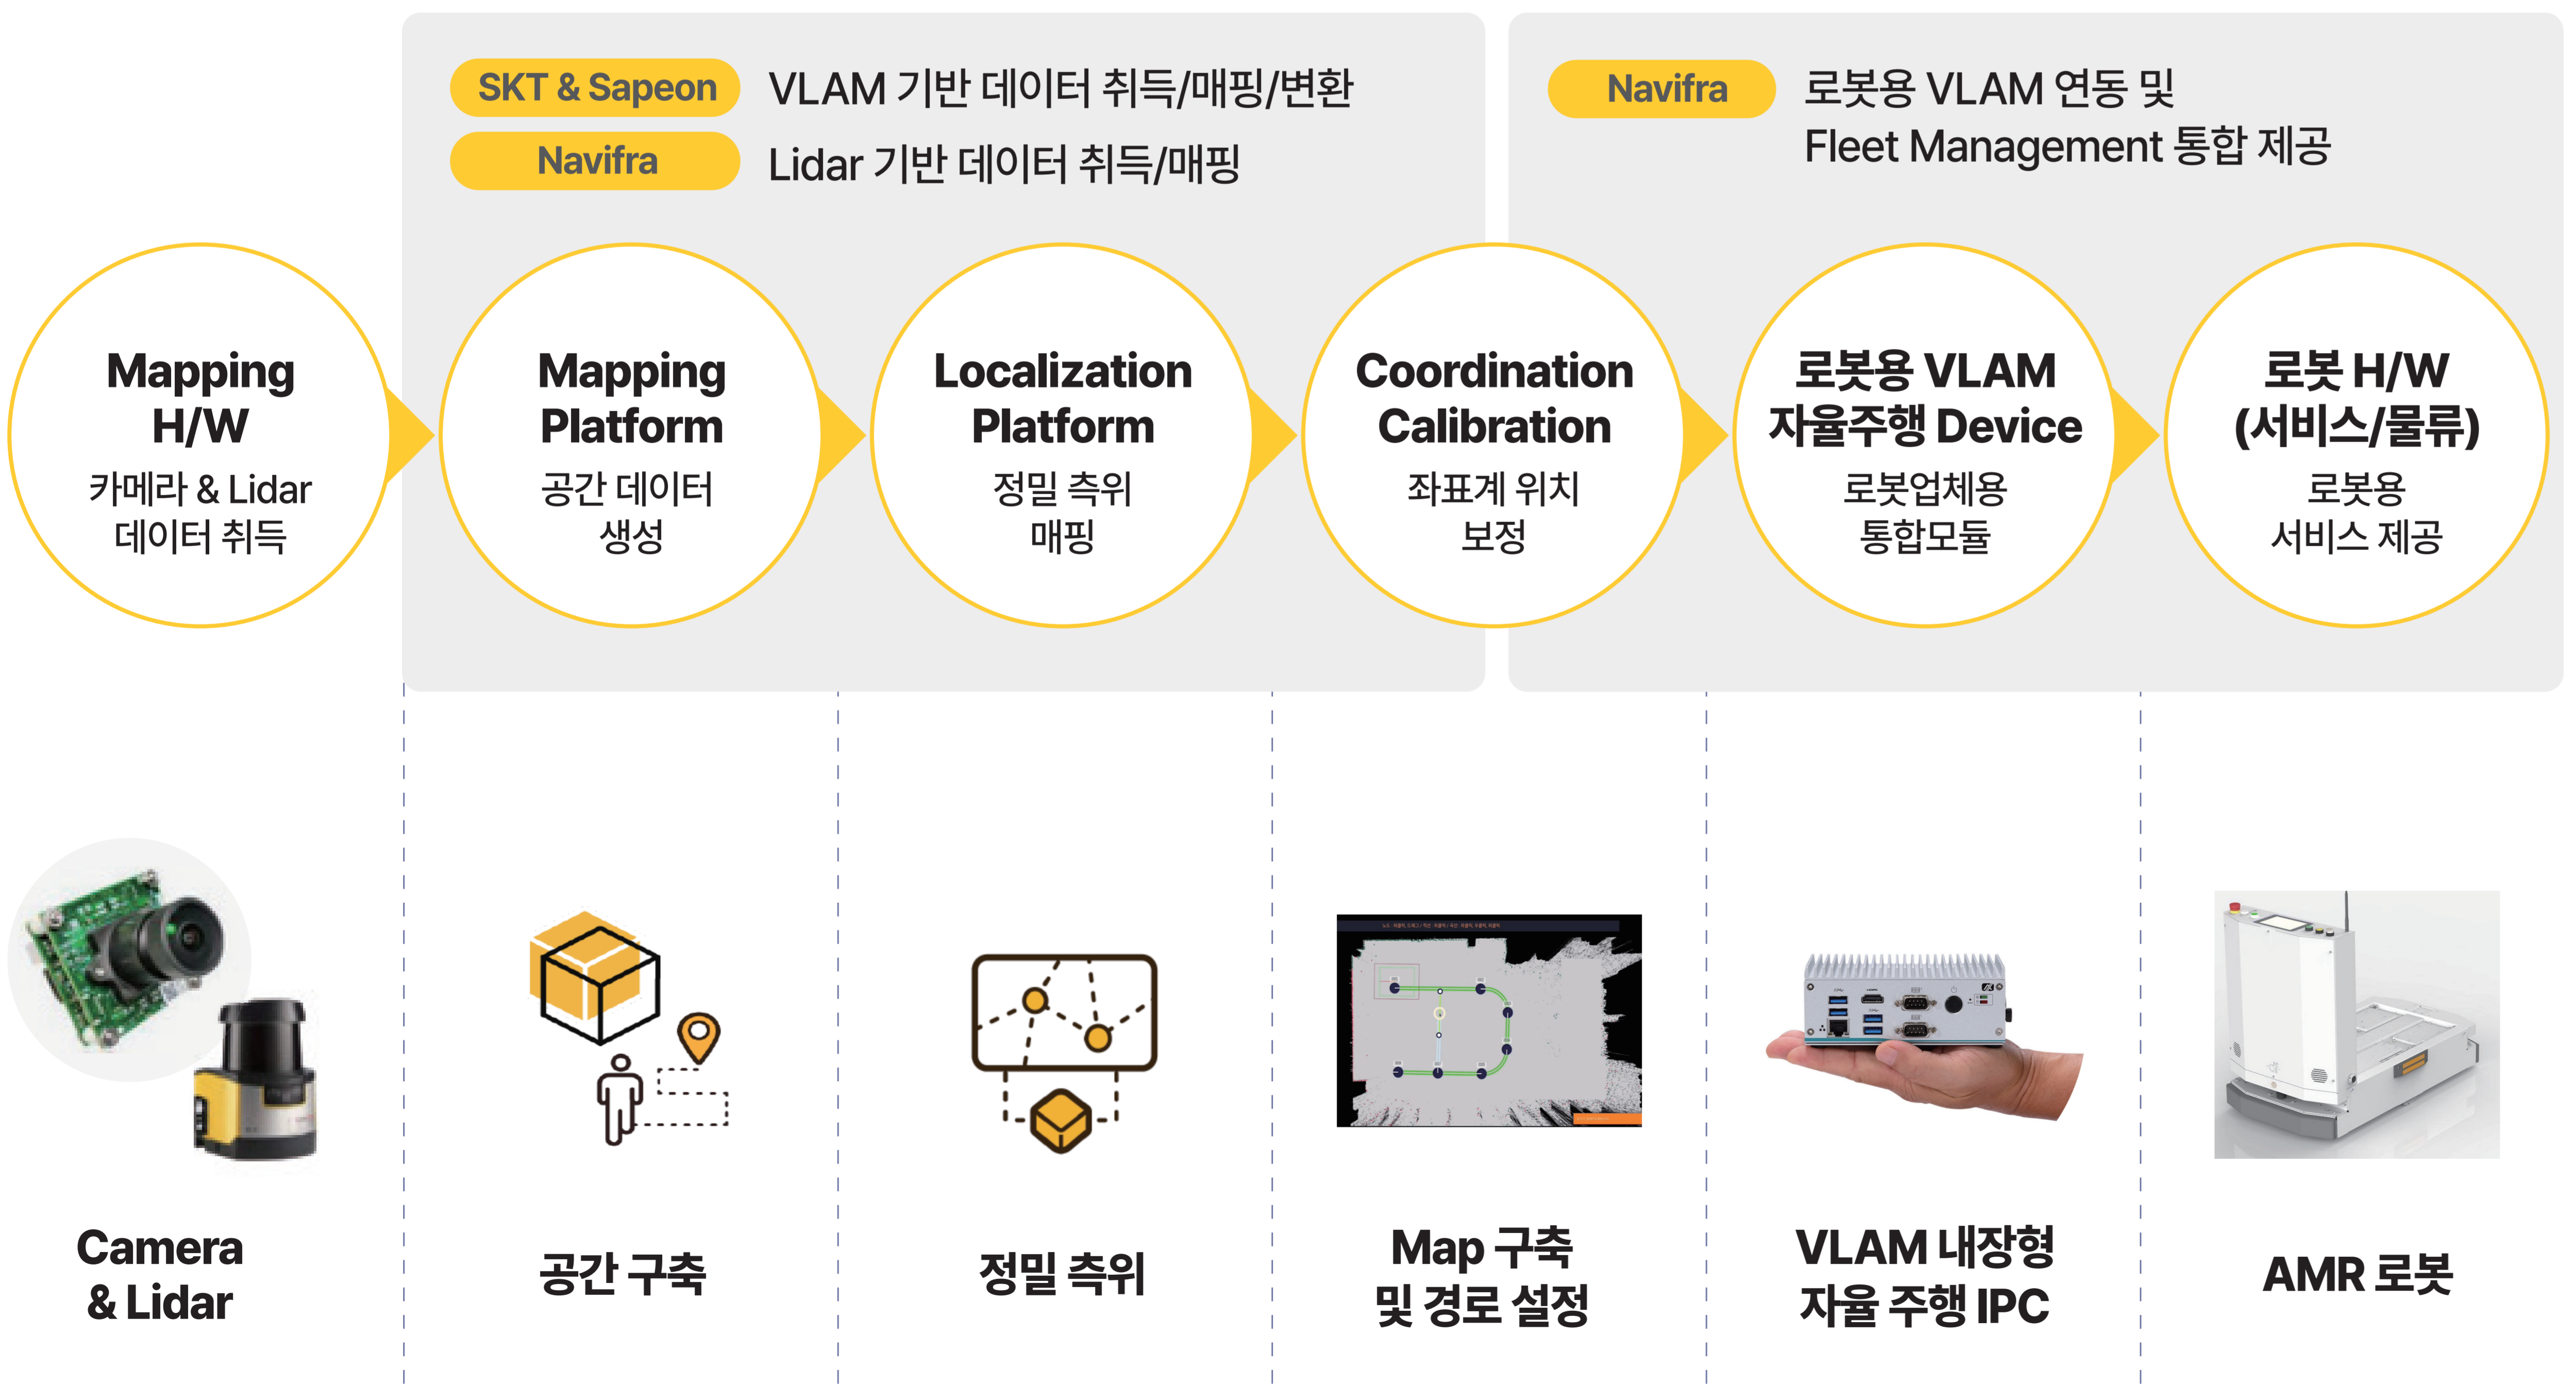 SKT & Sapeon
VLAM 기반 데이터 취득/매핑/변환
Navifra
Lidar 기반 데이터 취득/매핑
Navifra
로봇용 VLAM 연동 및
Fleet Management 통합 제공
Mapping
H/W
카메라 & Lidar
데이터 취득
Mapping
Platform
공간 데이터
생성
Localization
Platform
정밀 측위
매핑
Coordination
Calibration
좌표계 위치
보정
로봇용 VLAM
자율주행 Device
로봇업체용
통합모듈
로봇 H/W
(서비스/물류)
로봇용
서비스 제공
Camera
& Lidar
공간 구축
정밀 측위
Map 구축
및 경로 설정
VLAM 내장형
자율 주행 IPC
AMR 로봇